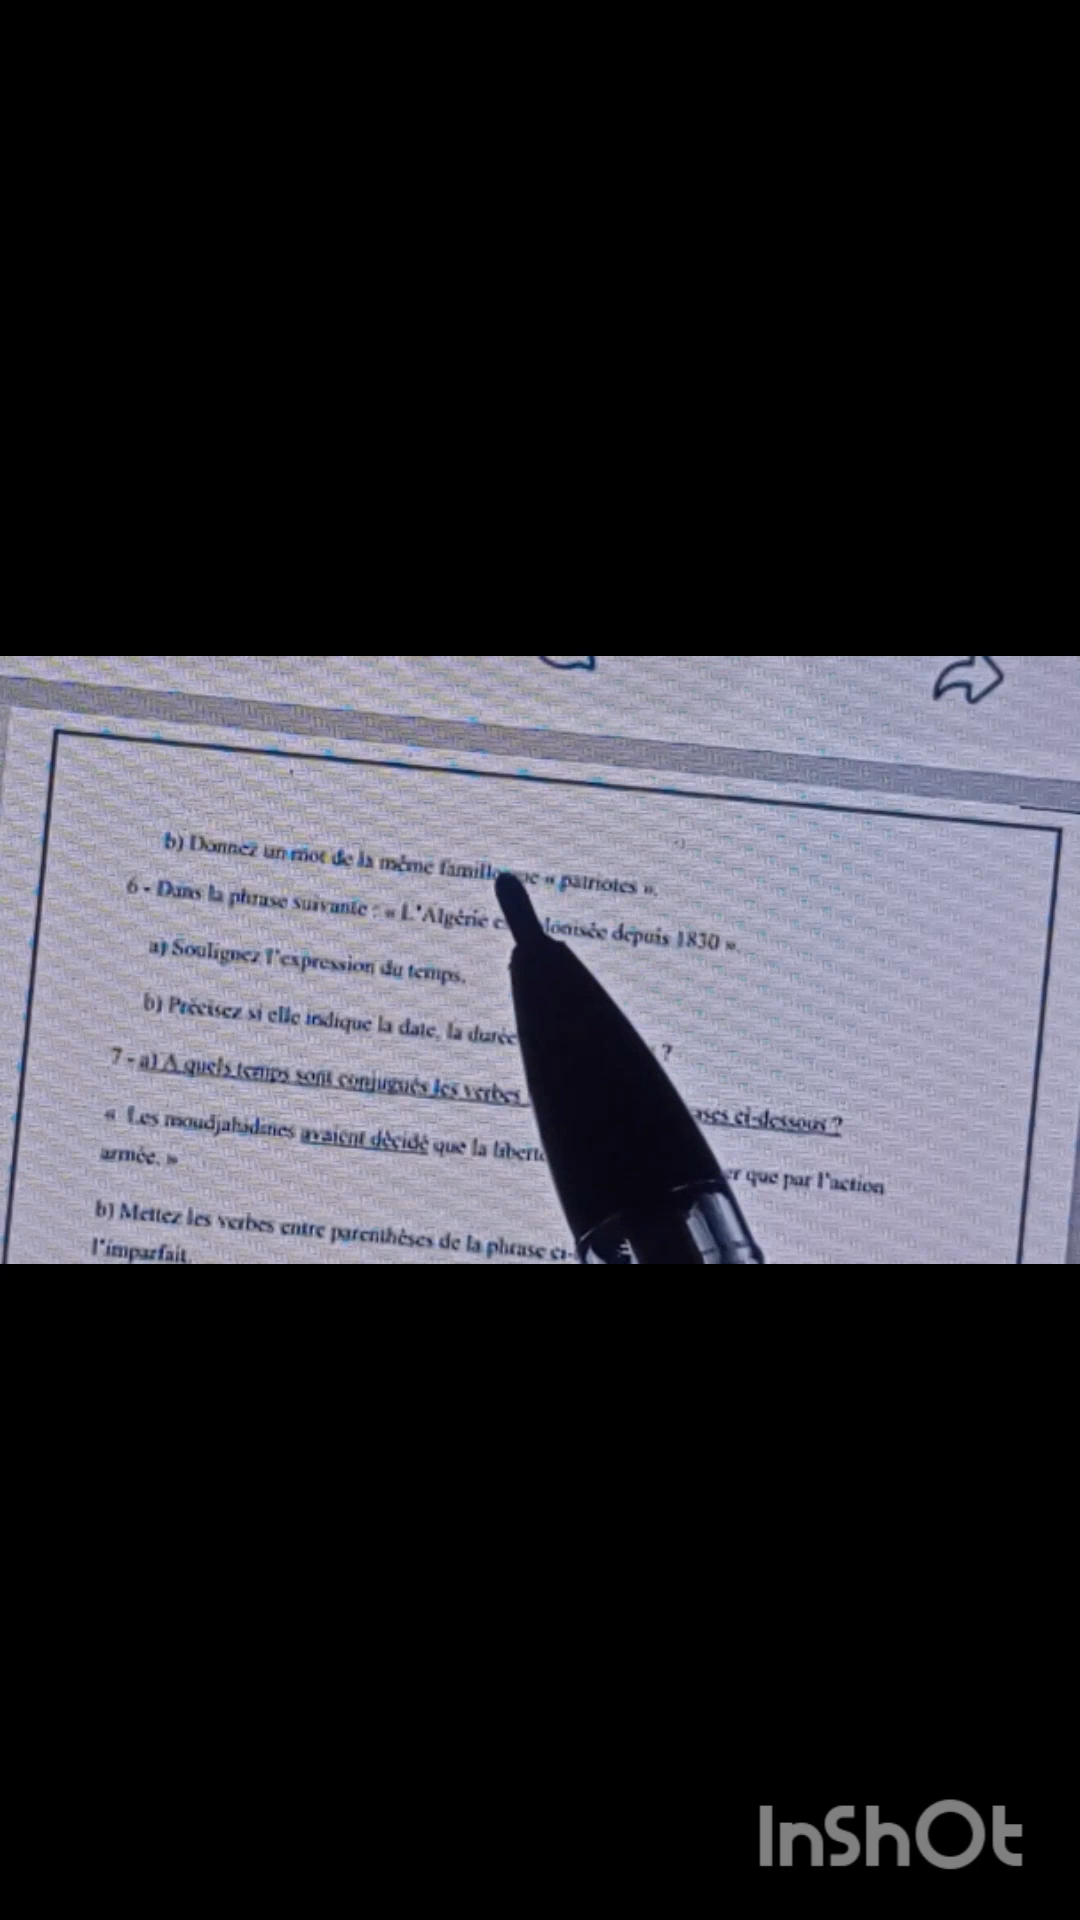 b) Donnez un mot de la même famille « patriotes ».
6 - Dans la phrase suivante : « L'Algérie colonisée depuis 1830 ».
a) Soulignez l'expression du temps.
b) Précisez si elle indique la date, la durée ?
7 - a) A quels temps sont conjugués les verbes ci-dessous ?
« Les moudjahidines avaient décidé que la que par l'action
armée. »
b) Mettez les verbes entre parenthèses de la phrase
l'imparfait.
InShOt